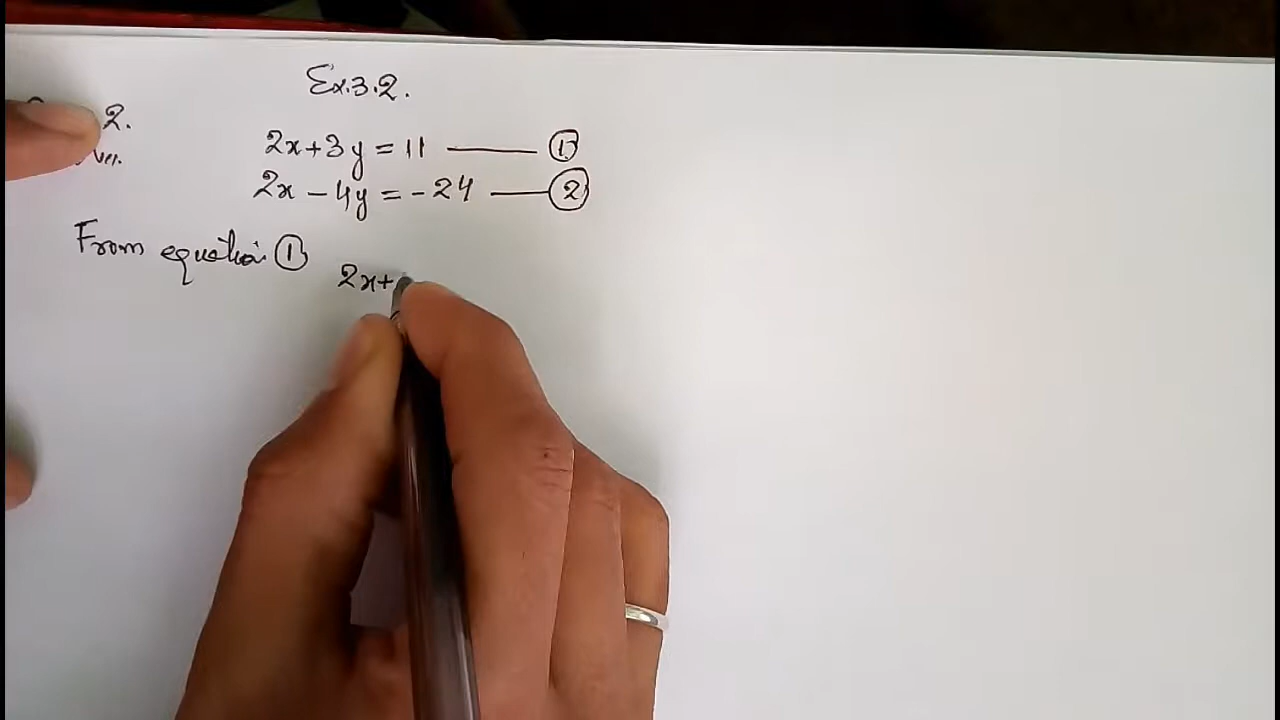 Ex.3.2.
2.
2x+3y = 11 ——— ①
2x - 4y = -24 ——— ②
From equation ①
2x+